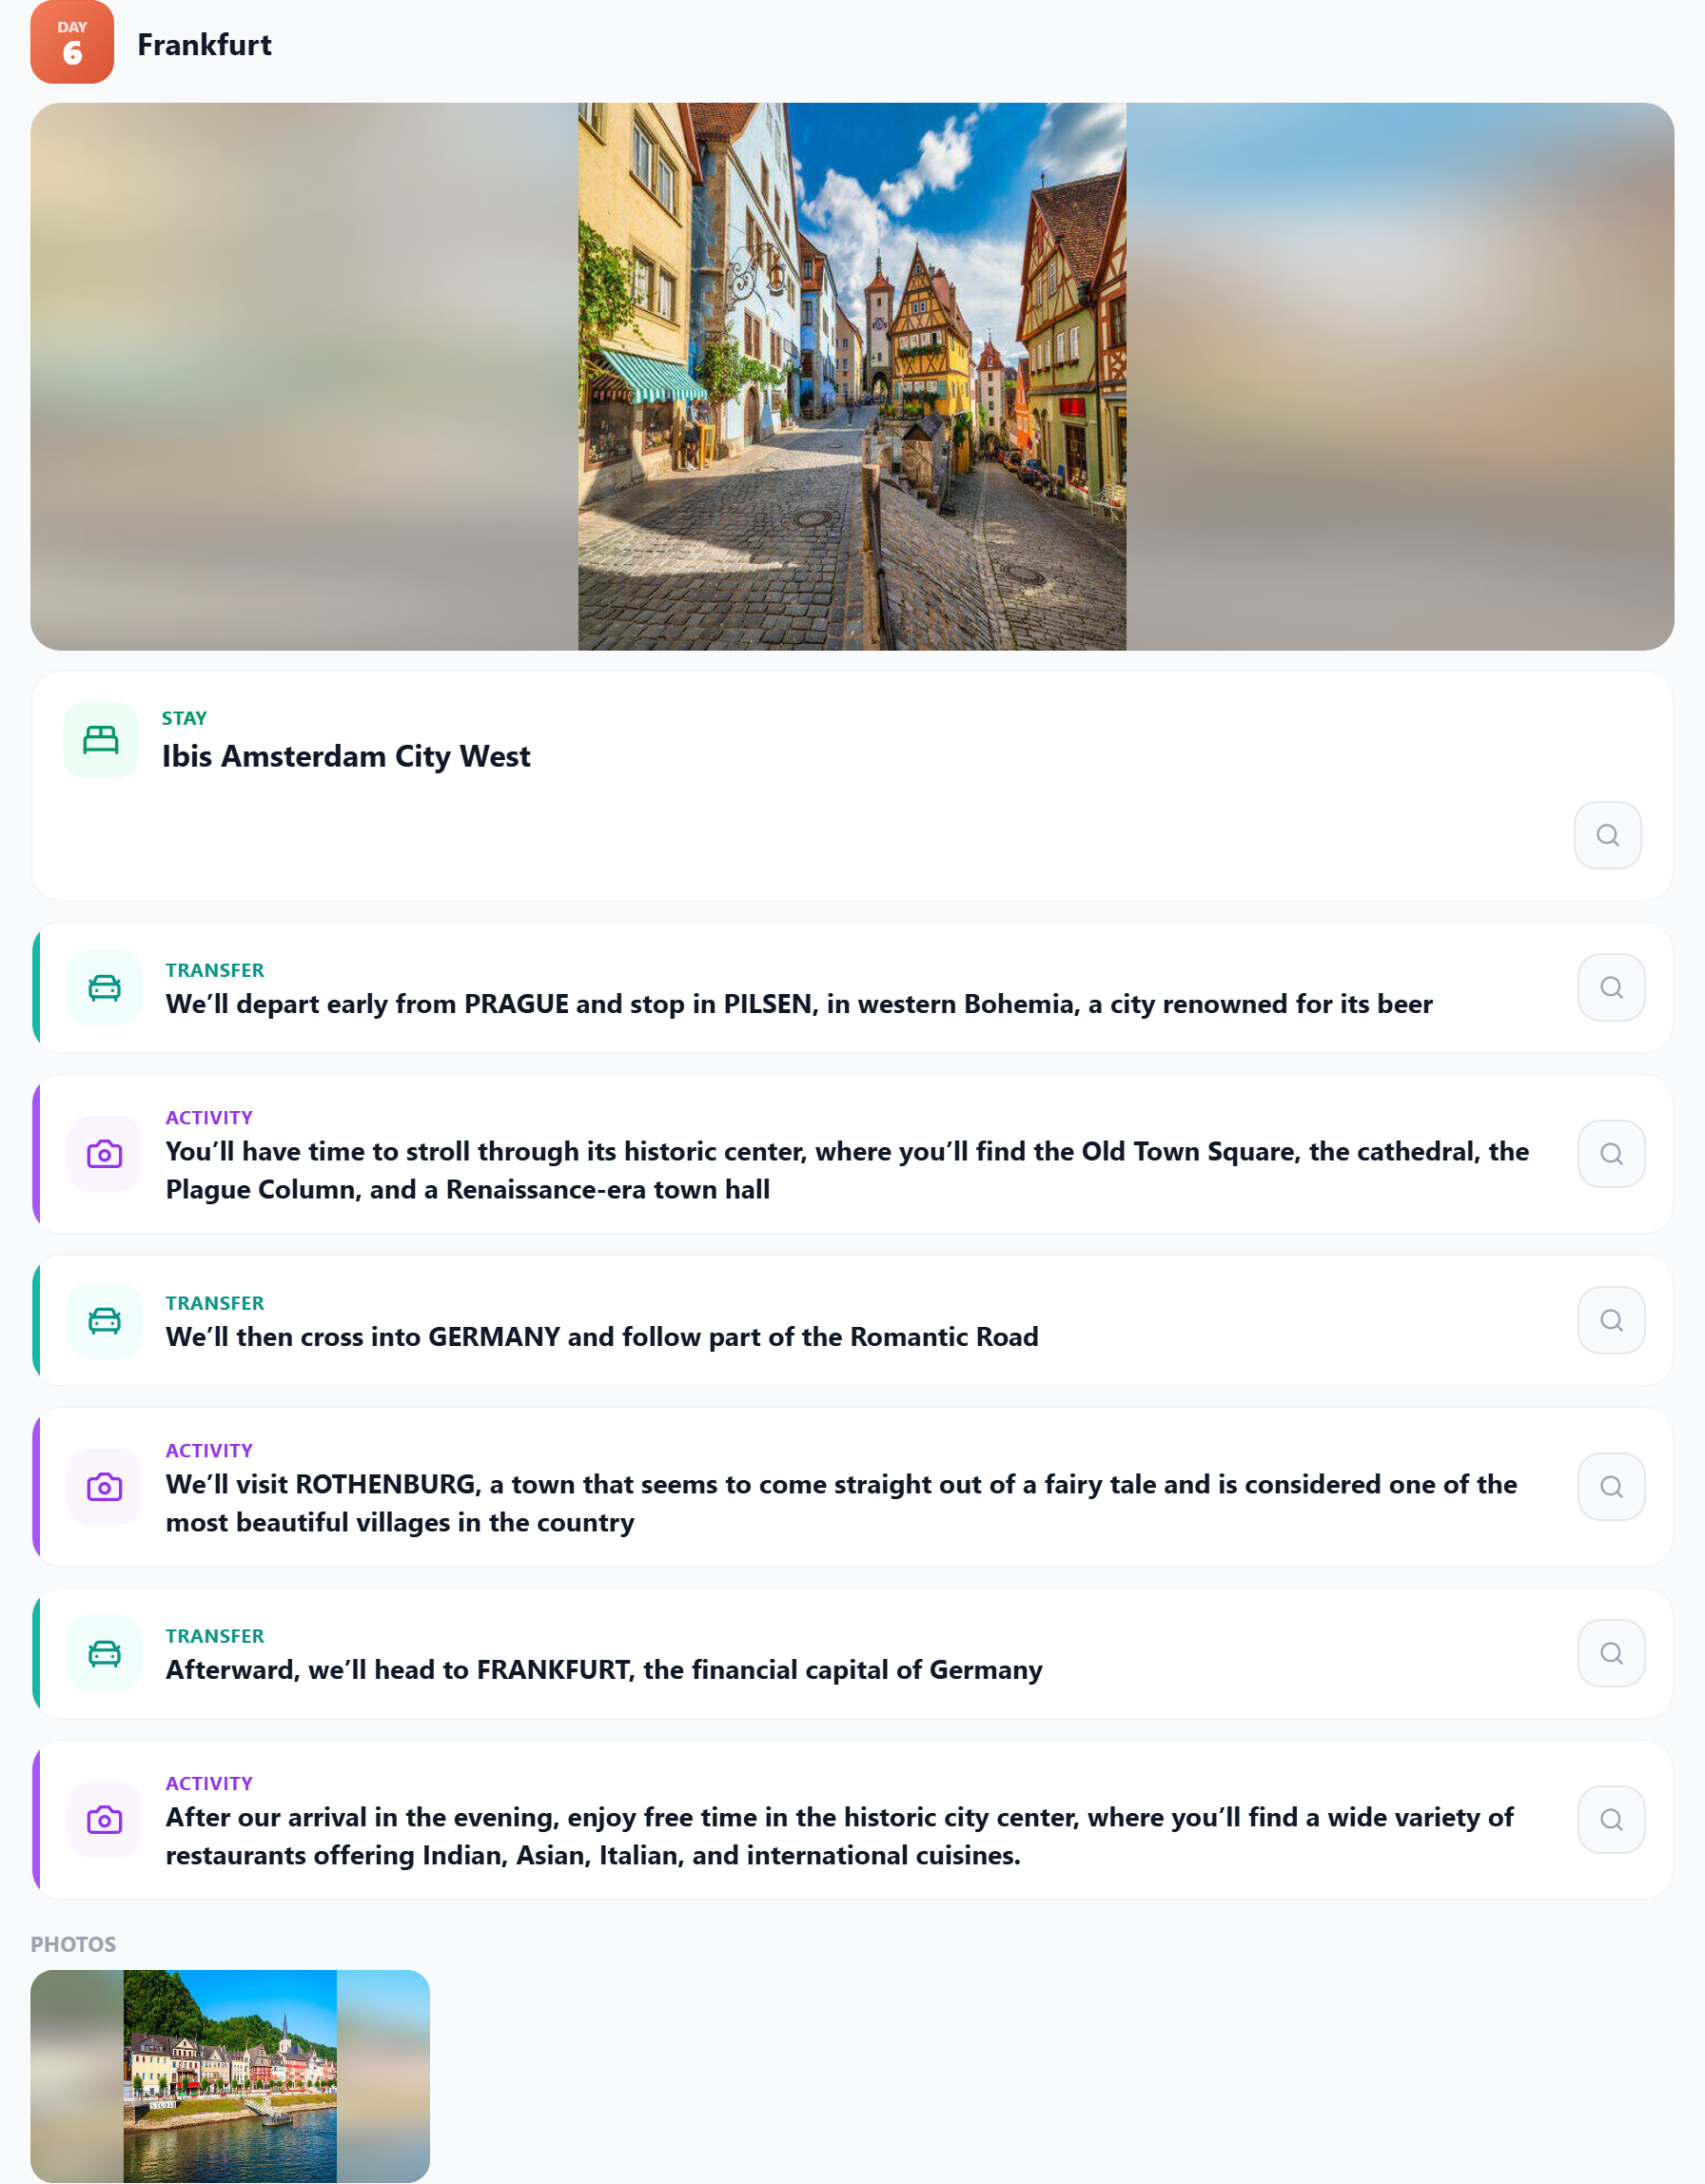 DAY
6
Frankfurt
STAY
Ibis Amsterdam City West
TRANSFER
We’ll depart early from PRAGUE and stop in PILSEN, in western Bohemia, a city renowned for its beer
ACTIVITY
You’ll have time to stroll through its historic center, where you’ll find the Old Town Square, the cathedral, the
Plague Column, and a Renaissance-era town hall
TRANSFER
We’ll then cross into GERMANY and follow part of the Romantic Road
ACTIVITY
We’ll visit ROTHENBURG, a town that seems to come straight out of a fairy tale and is considered one of the
most beautiful villages in the country
TRANSFER
Afterward, we’ll head to FRANKFURT, the financial capital of Germany
ACTIVITY
After our arrival in the evening, enjoy free time in the historic city center, where you’ll find a wide variety of
restaurants offering Indian, Asian, Italian, and international cuisines.
PHOTOS